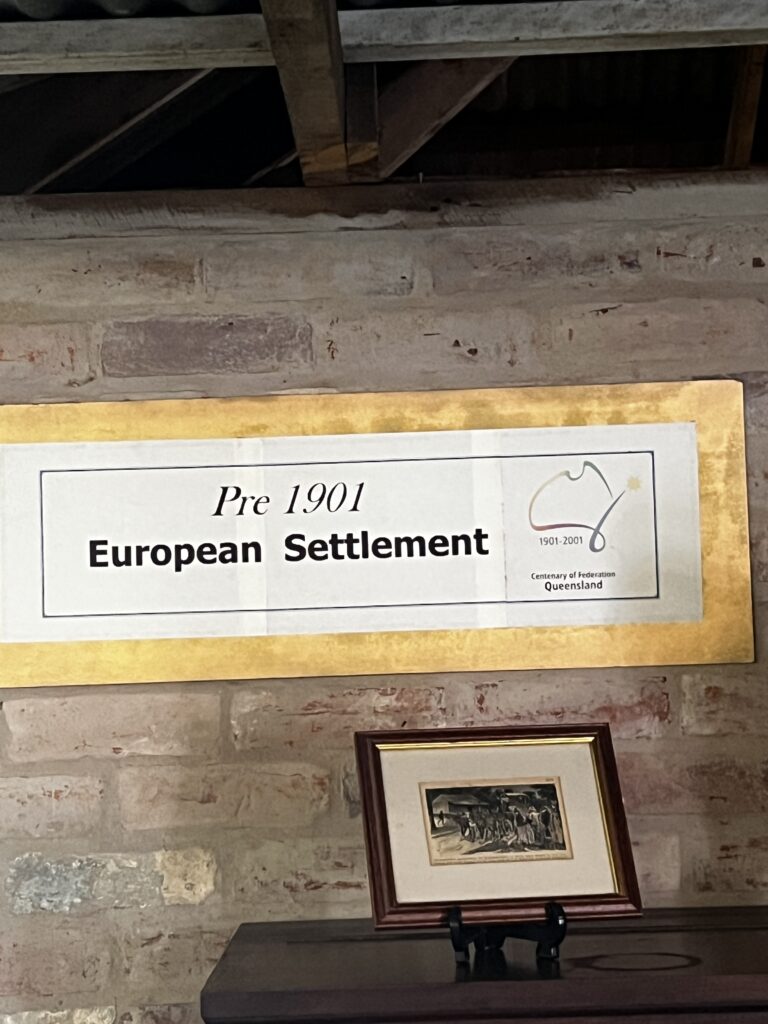 Pre 1901
European Settlement
1901-2001
Centenary of Federation
Queensland